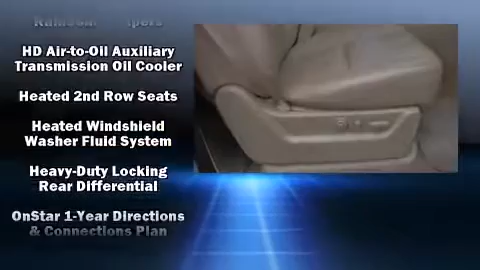 HD Air-to-Oil Auxiliary
Transmission Oil Cooler
Heated 2nd Row Seats
Heated Windshield
Washer Fluid System
Heavy-Duty Locking
Rear Differential
OnStar 1-Year Directions
& Connections Plan